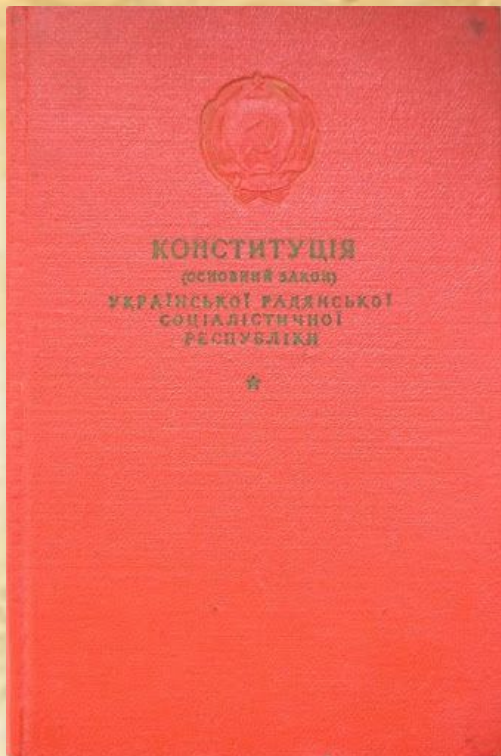 КОНСТИТУЦІЯ
(ОСНОВНИЙ ЗАКОН)
УКРАЇНСЬКОЇ РАДЯНСЬКОЇ
СОЦІАЛІСТИЧНОЇ
РЕСПУБЛІКИ